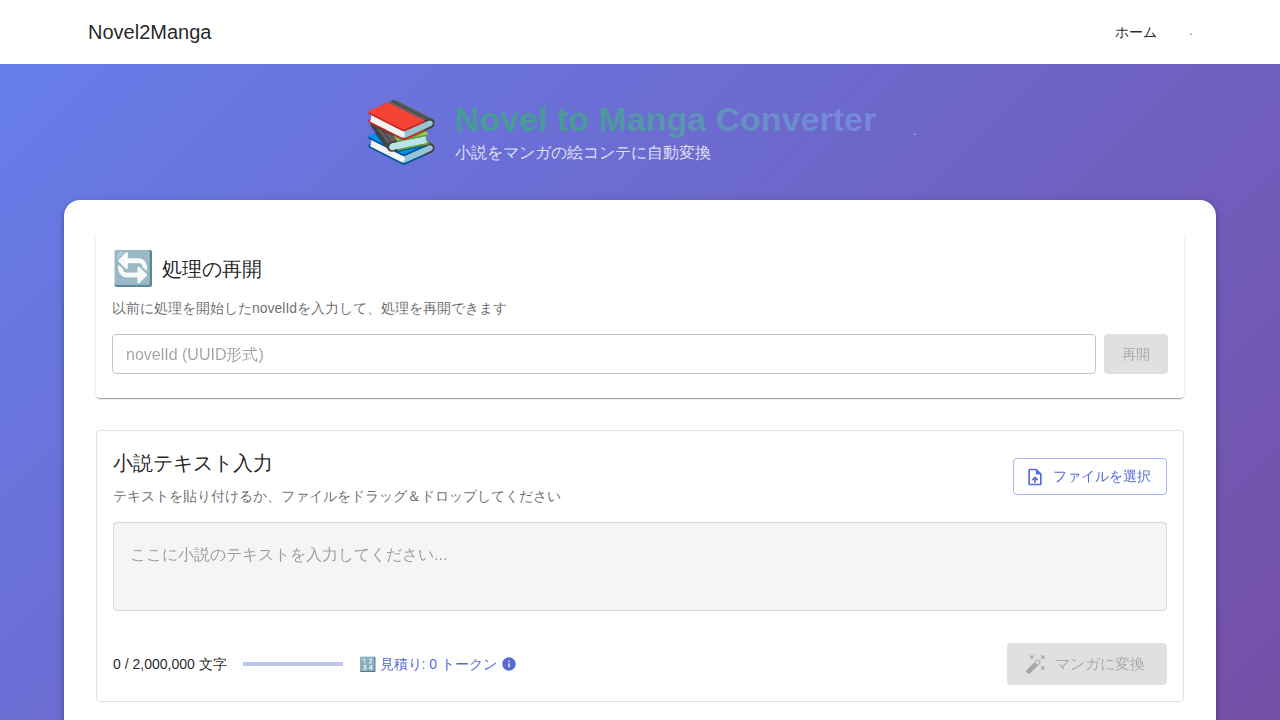 Novel2Manga
ホーム
Novel to Manga Converter
小説をマンガの絵コンテに自動変換
処理の再開
以前に処理を開始したnovelIdを入力して、処理を再開できます
novelId (UUID形式)
再開
小説テキスト入力
テキストを貼り付けるか、ファイルをドラッグ＆ドロップしてください
ファイルを選択
ここに小説のテキストを入力してください...
0 / 2,000,000 文字
🔢 見積り: 0 トークン
マンガに変換